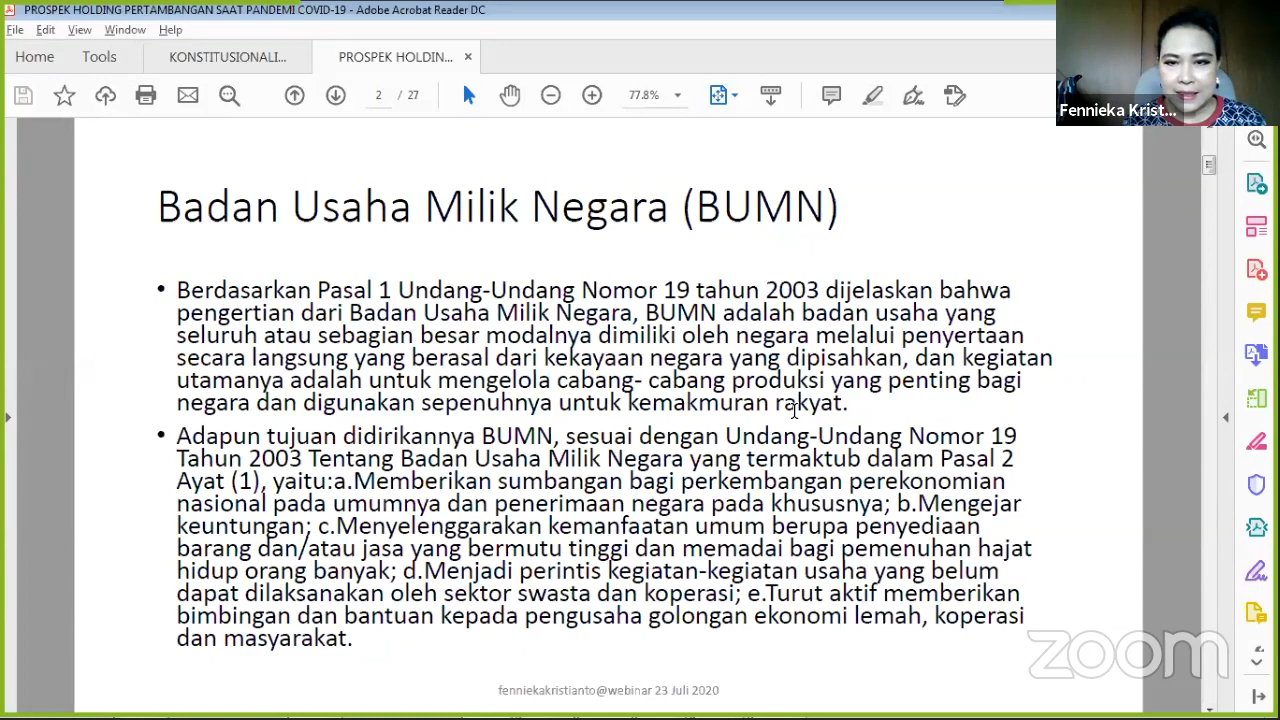 PROSPEK HOLDING PERTAMBANGAN SAAT PANDEMI COVID-19 - Adobe Acrobat Reader DC
File Edit View Window Help
Home Tools KONSTITUSIONALI... PROSPEK HOLDIN... ×
2 / 27 77.8%
Fennieka Krist...
Badan Usaha Milik Negara (BUMN)
• Berdasarkan Pasal 1 Undang-Undang Nomor 19 tahun 2003 dijelaskan bahwa
pengertian dari Badan Usaha Milik Negara, BUMN adalah badan usaha yang
seluruh atau sebagian besar modalnya dimiliki oleh negara melalui penyertaan
secara langsung yang berasal dari kekayaan negara yang dipisahkan, dan kegiatan
utamanya adalah untuk mengelola cabang- cabang produksi yang penting bagi
negara dan digunakan sepenuhnya untuk kemakmuran rakyat.
• Adapun tujuan didirikannya BUMN, sesuai dengan Undang-Undang Nomor 19
Tahun 2003 Tentang Badan Usaha Milik Negara yang termaktub dalam Pasal 2
Ayat (1), yaitu:a.Memberikan sumbangan bagi perkembangan perekonomian
nasional pada umumnya dan penerimaan negara pada khususnya; b.Mengejar
keuntungan; c.Menyelenggarakan kemanfaatan umum berupa penyediaan
barang dan/atau jasa yang bermutu tinggi dan memadai bagi pemenuhan hajat
hidup orang banyak; d.Menjadi perintis kegiatan-kegiatan usaha yang belum
dapat dilaksanakan oleh sektor swasta dan koperasi; e.Turut aktif memberikan
bimbingan dan bantuan kepada pengusaha golongan ekonomi lemah, koperasi
dan masyarakat.
zoom
fenniekakristianto@webinar 23 Juli 2020